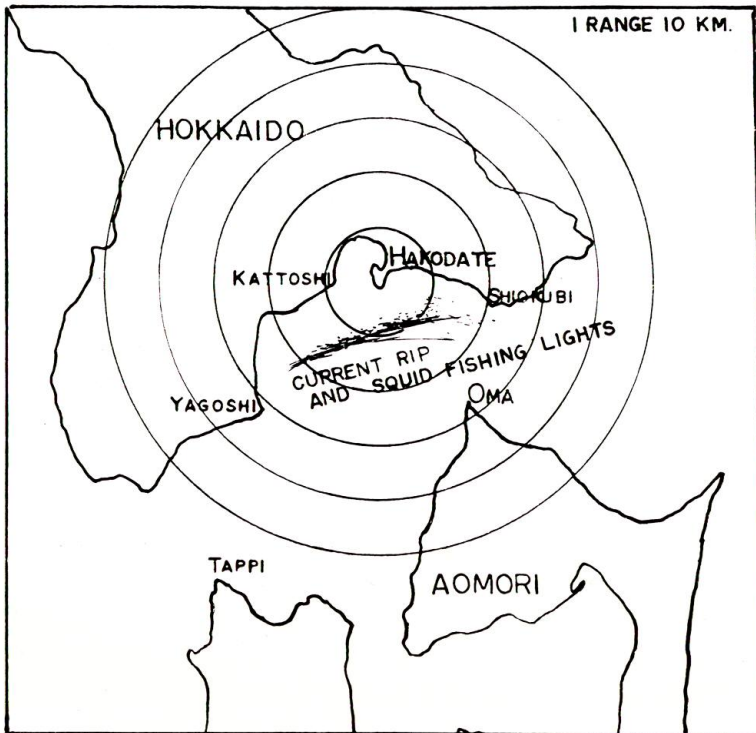 1 RANGE 10 KM.
HOKKAIDO
HAKODATE
KATTOSHI
SHIOKUBI
CURRENT RIP
AND SQUID FISHING LIGHTS
YAGOSHI
OMA
TAPPI
AOMORI